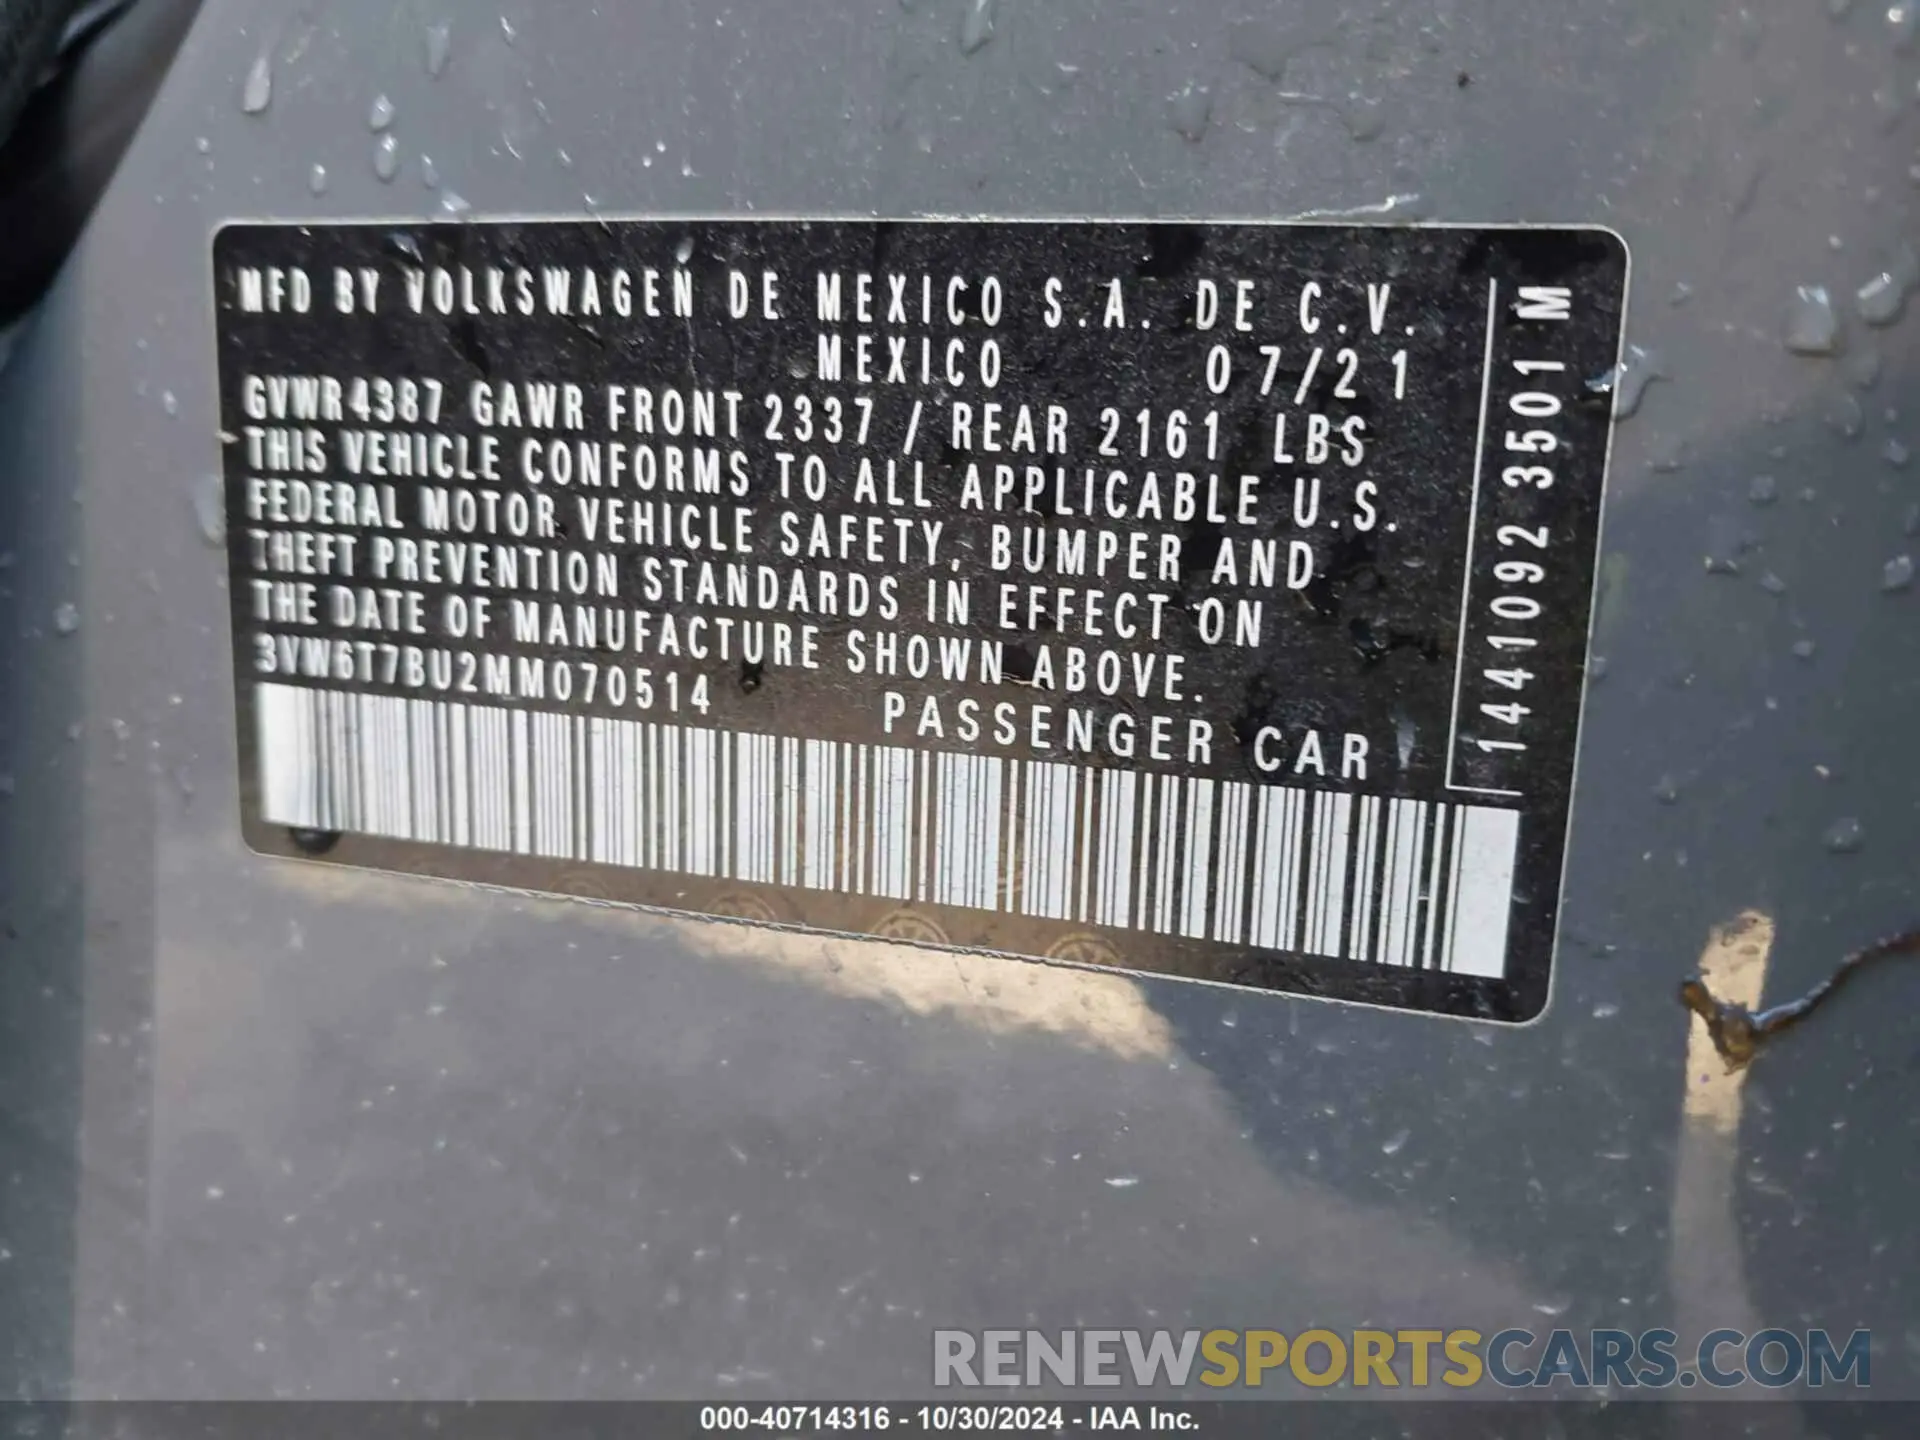 MFD BY VOLKSWAGEN DE MEXICO S.A. DE C.V.
MEXICO 07/21
GVWR4387 GAWR FRONT 2337 / REAR 2161 LBS
THIS VEHICLE CONFORMS TO ALL APPLICABLE U.S.
FEDERAL MOTOR VEHICLE SAFETY, BUMPER AND
THEFT PREVENTION STANDARDS IN EFFECT ON
THE DATE OF MANUFACTURE SHOWN ABOVE.
3VW6T7BU2MM070514 PASSENGER CAR
1441092 3501 M
RENEWSPORTSCARS.COM
000-40714316 - 10/30/2024 - IAA Inc.